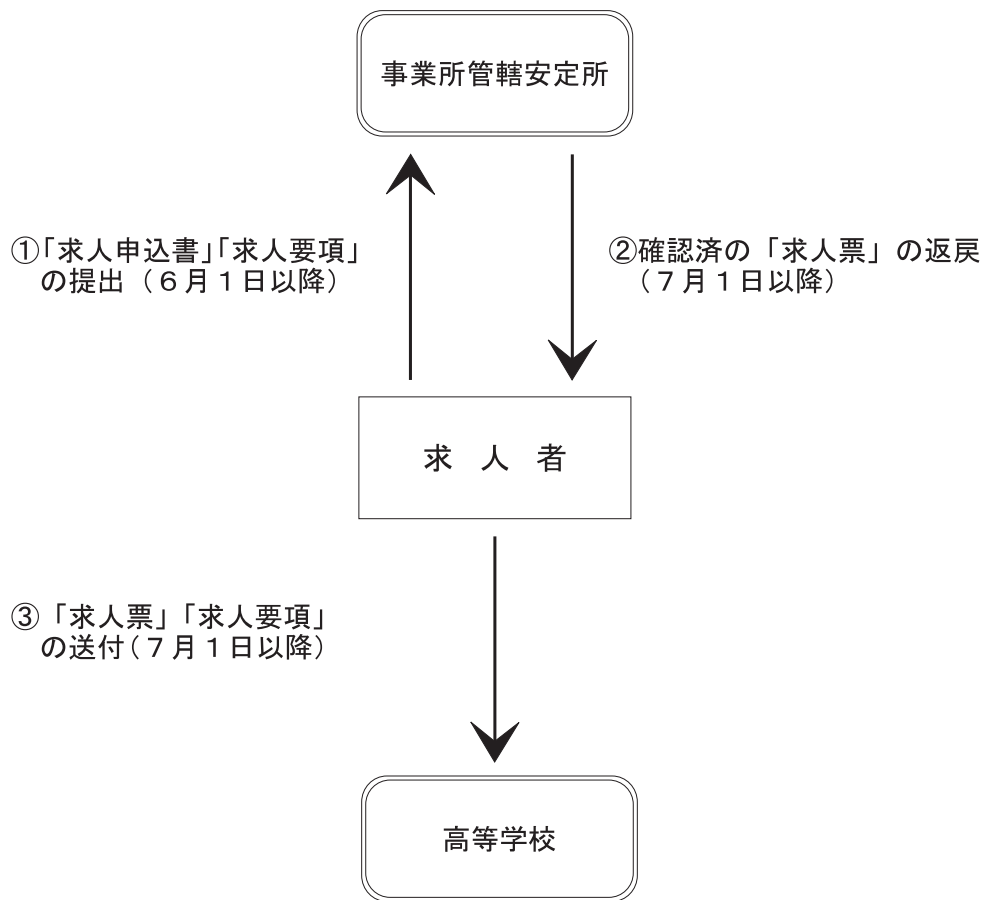 事業所管轄安定所
①｢求人申込書｣｢求人要項｣
の提出（６月１日以降）
②確認済の「求人票」の返戻
（７月１日以降）
求　人　者
③「求人票」「求人要項」
の送付（７月１日以降）
高等学校